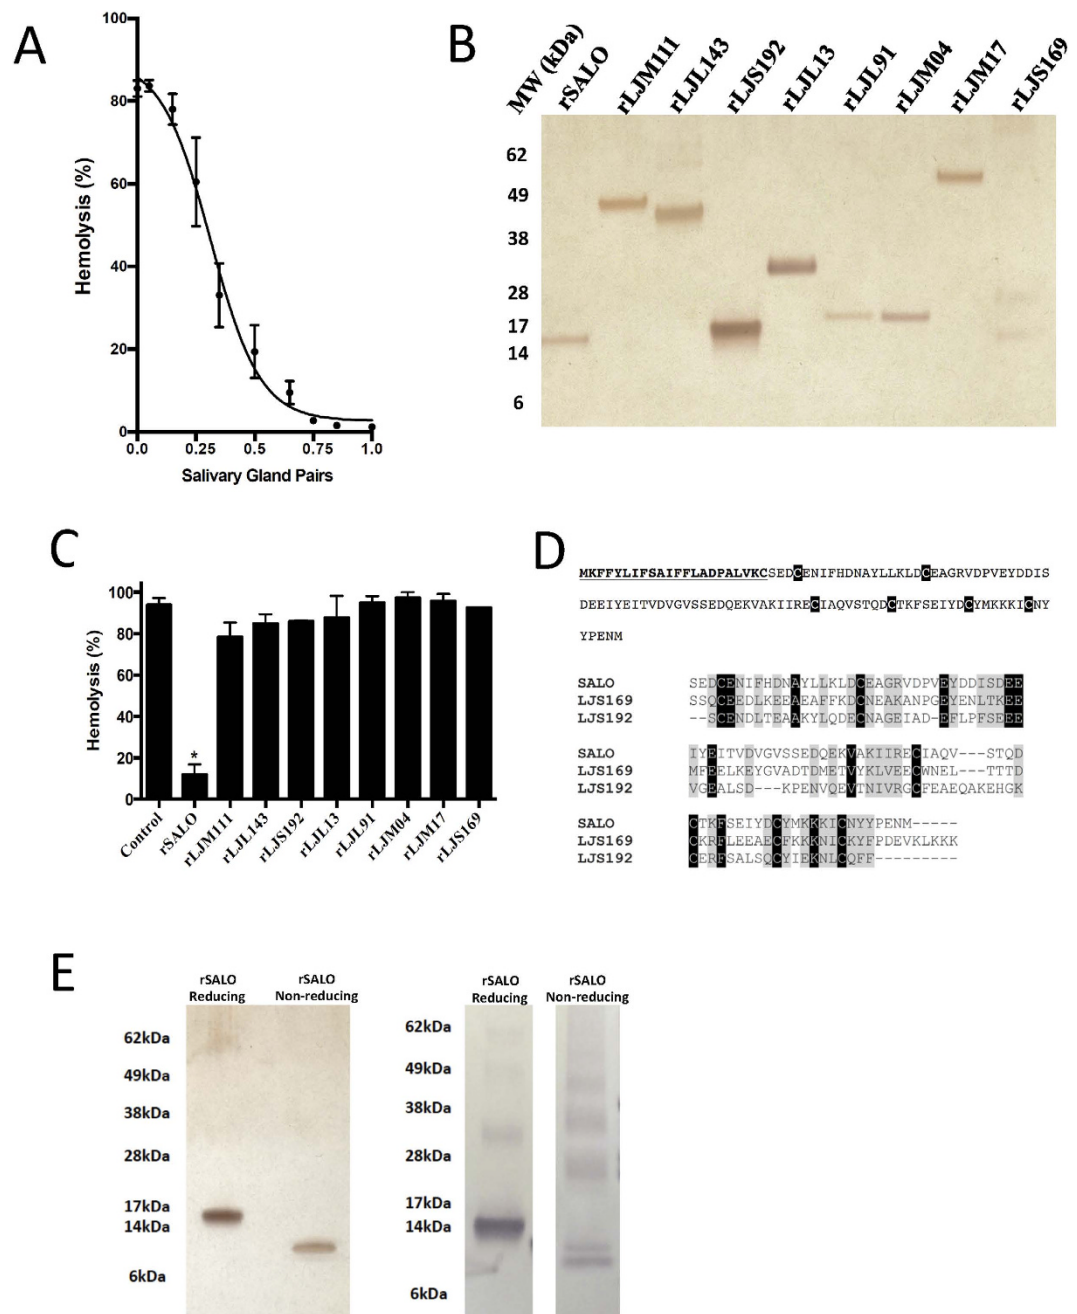 A
Hemolysis (%)
100
80
60
40
20
0
0.0 0.25 0.5 0.75 1.0
Salivary Gland Pairs
B
MW (kDa) rSALO rLJM111 rLJL143 rLJS192 rLJL13 rLJL91 rLJM04 rLJM17 rLJS169
62
49
38
28
17
14
6
C
Hemolysis (%)
100
80
60
40
20
0
*
Control rSALO rLJM111 rLJL143 rLJS192 rLJL13 rLJL91 rLJM04 rLJM17 rLJS169
D
MKFFYLIFSAIFFLADPALVKCSEDCENIFHDNAYLLKLDCEAGRVDPVEYDDIS
DEEIYEITVDVGVSSEDQEKVAKIIRECIAQVSTQDCTKFSEIYDCYMKKKICNY
YPENM
SALO SEDCENIFHDNAYLLKLDCEAGRVDPVEYDDISDEE
LJS169 SSQCEEDLKEEAEAFFKDCNEAKANPGEYENLTKEE
LJS192 --SCENDLTEAAKYLQDECNAGEIAD-EFLPFSEEE
SALO IYEITVDVGVSSEDQEKVAKIIRECIAQV---STQD
LJS169 MFEELKEYGVADTDMETVYKLVEECWNEL---TTTD
LJS192 VGEALSD---KPENVQEVTNIVRGCFEAEQAKEHGK
SALO CTKFSEIYDCYMKKKICNYYPENM-----
LJS169 CKRFLEEAECFKKKNICKYFPDEVKLKKK
LJS192 CERFSALSQCYIEKNLCQFF---------
E
rSALO Reducing
rSALO Non-reducing
62kDa
49kDa
38kDa
28kDa
17kDa
14kDa
6kDa
rSALO Reducing
rSALO Non-reducing
62kDa
49kDa
38kDa
28kDa
17kDa
14kDa
6kDa